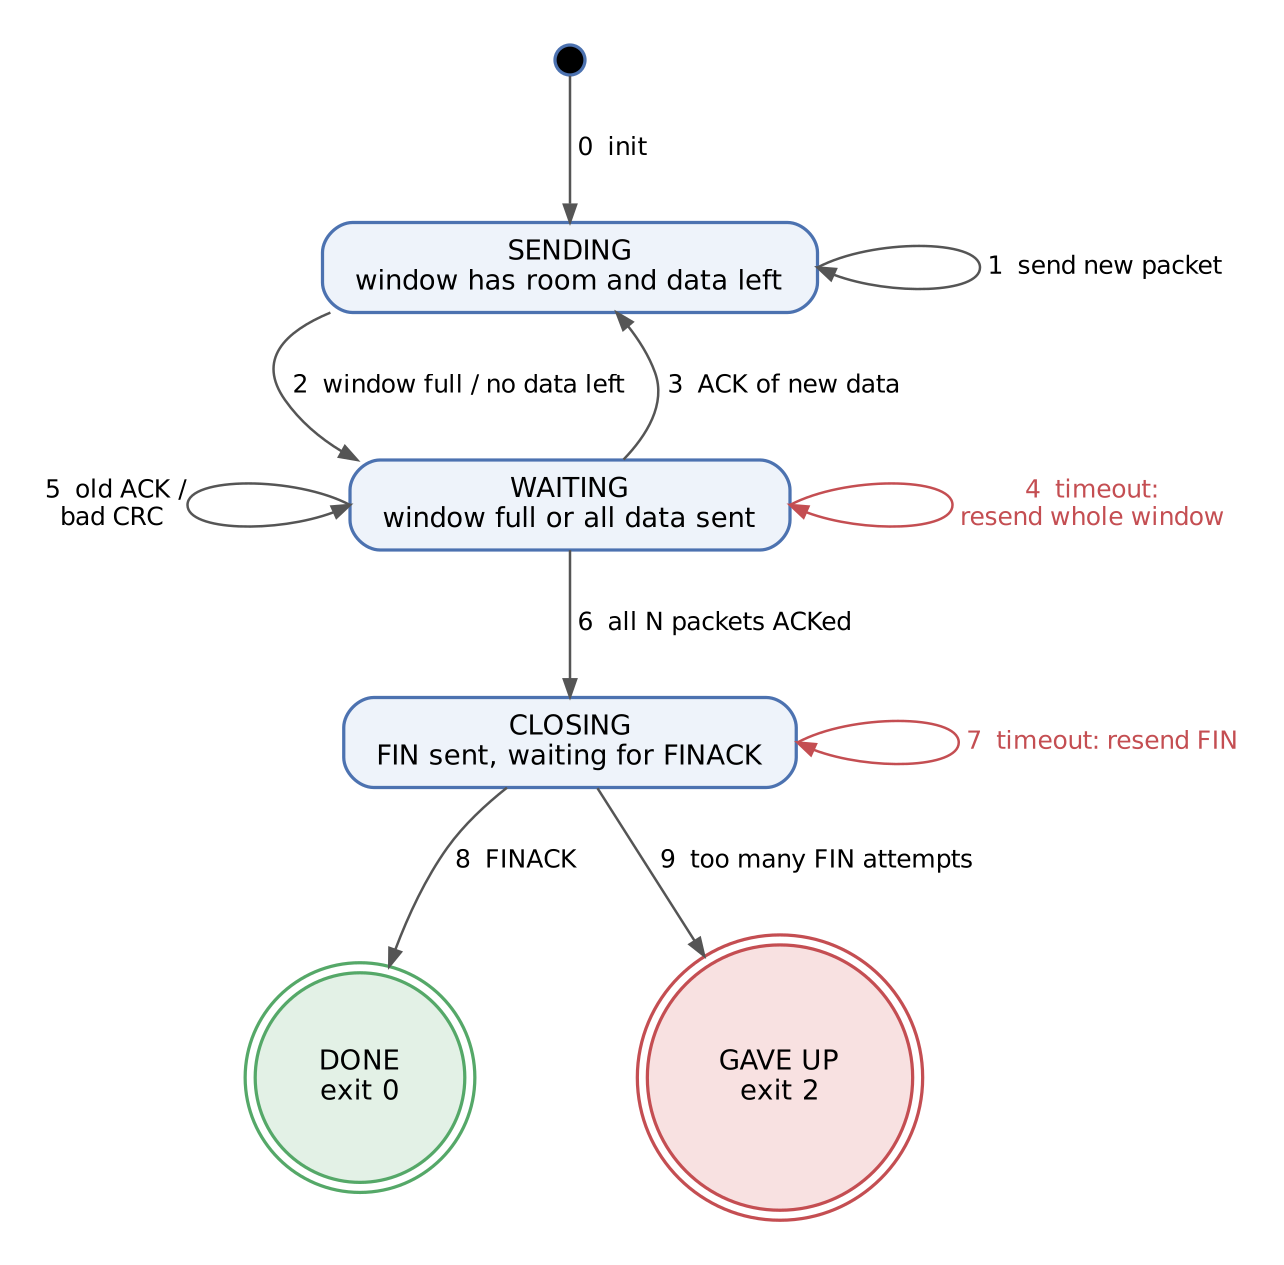 0  init
SENDING
window has room and data left
1  send new packet
2  window full / no data left
3  ACK of new data
5  old ACK /
bad CRC
WAITING
window full or all data sent
4  timeout:
resend whole window
6  all N packets ACKed
CLOSING
FIN sent, waiting for FINACK
7  timeout: resend FIN
8  FINACK
9  too many FIN attempts
DONE
exit 0
GAVE UP
exit 2